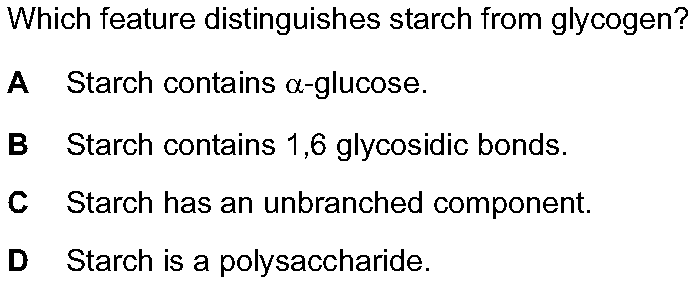 Which feature distinguishes starch from glycogen?
A Starch contains α-glucose.
B Starch contains 1,6 glycosidic bonds.
C Starch has an unbranched component.
D Starch is a polysaccharide.